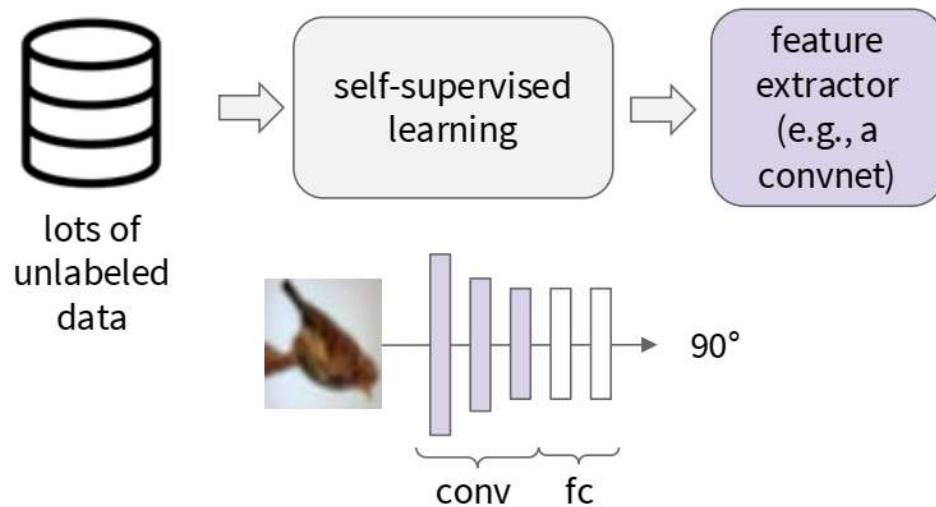 self-supervised
learning
feature
extractor
(e.g., a
convnet)
lots of
unlabeled
data
90°
conv
fc